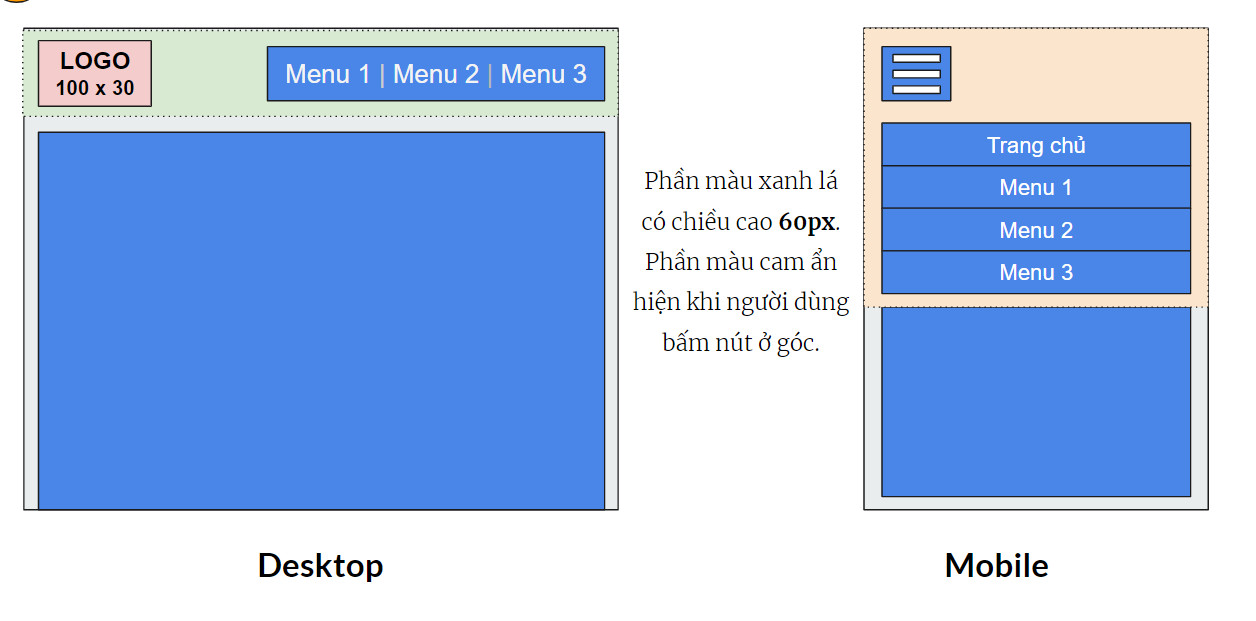 LOGO
100 x 30
Menu 1 | Menu 2 | Menu 3
Phần màu xanh lá
có chiều cao 60px.
Phần màu cam ẩn
hiện khi người dùng
bấm nút ở góc.
Trang chủ
Menu 1
Menu 2
Menu 3
Desktop
Mobile